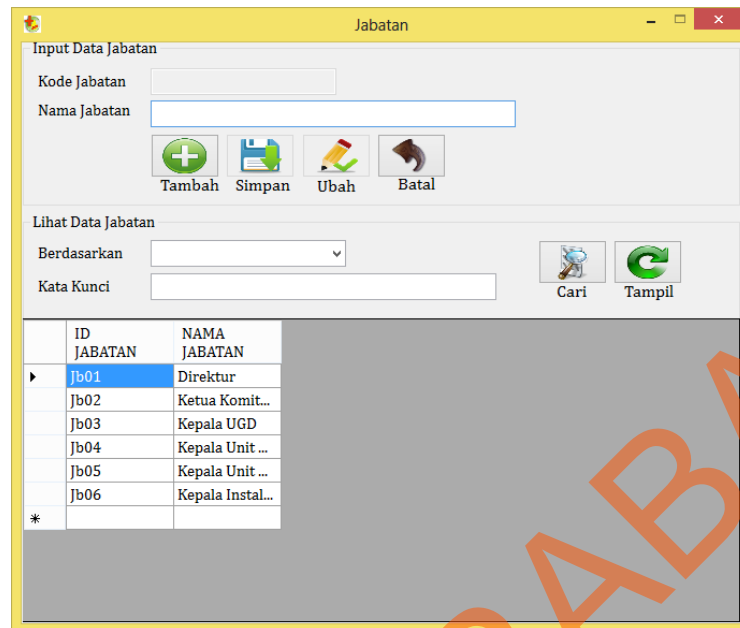 Jabatan
Input Data Jabatan
Kode Jabatan
Nama Jabatan
Tambah Simpan Ubah Batal
Lihat Data Jabatan
Berdasarkan
Kata Kunci
Cari Tampil
ID JABATAN NAMA JABATAN
Jb01 Direktur
Jb02 Ketua Komit...
Jb03 Kepala UGD
Jb04 Kepala Unit ...
Jb05 Kepala Unit ...
Jb06 Kepala Instal...